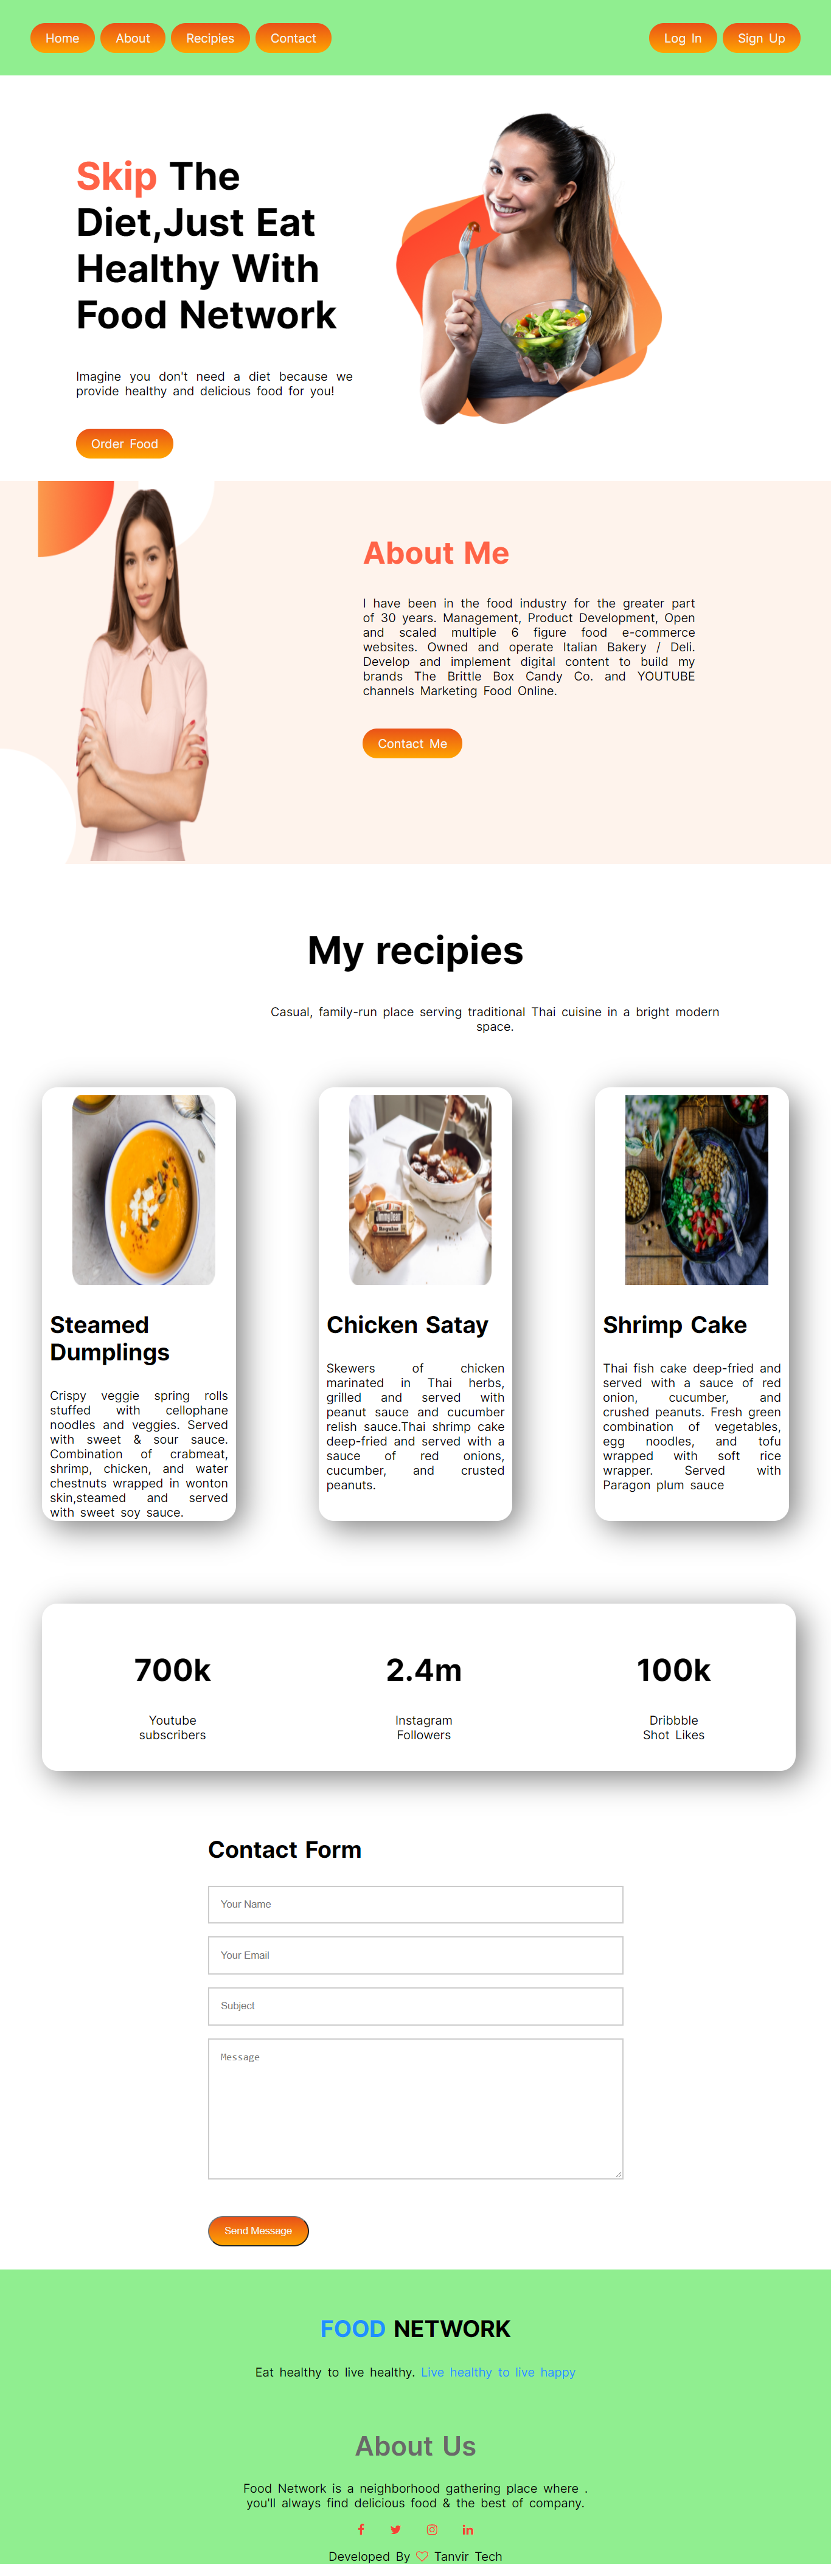 Home About Recipies Contact Log In Sign Up
Skip The
Diet,Just Eat
Healthy With
Food Network
Imagine you don't need a diet because we
provide healthy and delicious food for you!
Order Food
About Me
I have been in the food industry for the greater part
of 30 years. Management, Product Development, Open
and scaled multiple 6 figure food e-commerce
websites. Owned and operate Italian Bakery / Deli.
Develop and implement digital content to build my
brands The Brittle Box Candy Co. and YOUTUBE
channels Marketing Food Online.
Contact Me
My recipies
Casual, family-run place serving traditional Thai cuisine in a bright modern
space.
Regular
Steamed
Dumplings
Crispy veggie spring rolls
stuffed with cellophane
noodles and veggies. Served
with sweet & sour sauce.
Combination of crabmeat,
shrimp, chicken, and water
chestnuts wrapped in wonton
skin,steamed and served
with sweet soy sauce.
Chicken Satay
Skewers of chicken
marinated in Thai herbs,
grilled and served with
peanut sauce and cucumber
relish sauce.Thai shrimp cake
deep-fried and served with a
sauce of red onions,
cucumber, and crusted
peanuts.
Shrimp Cake
Thai fish cake deep-fried and
served with a sauce of red
onion, cucumber, and
crushed peanuts. Fresh green
combination of vegetables,
egg noodles, and tofu
wrapped with soft rice
wrapper. Served with
Paragon plum sauce
700k
Youtube
subscribers
2.4m
Instagram
Followers
100k
Dribbble
Shot Likes
Contact Form
Your Name
Your Email
Subject
Message
Send Message
FOOD NETWORK
Eat healthy to live healthy. Live healthy to live happy
About Us
Food Network is a neighborhood gathering place where .
you'll always find delicious food & the best of company.
Developed By ♡ Tanvir Tech